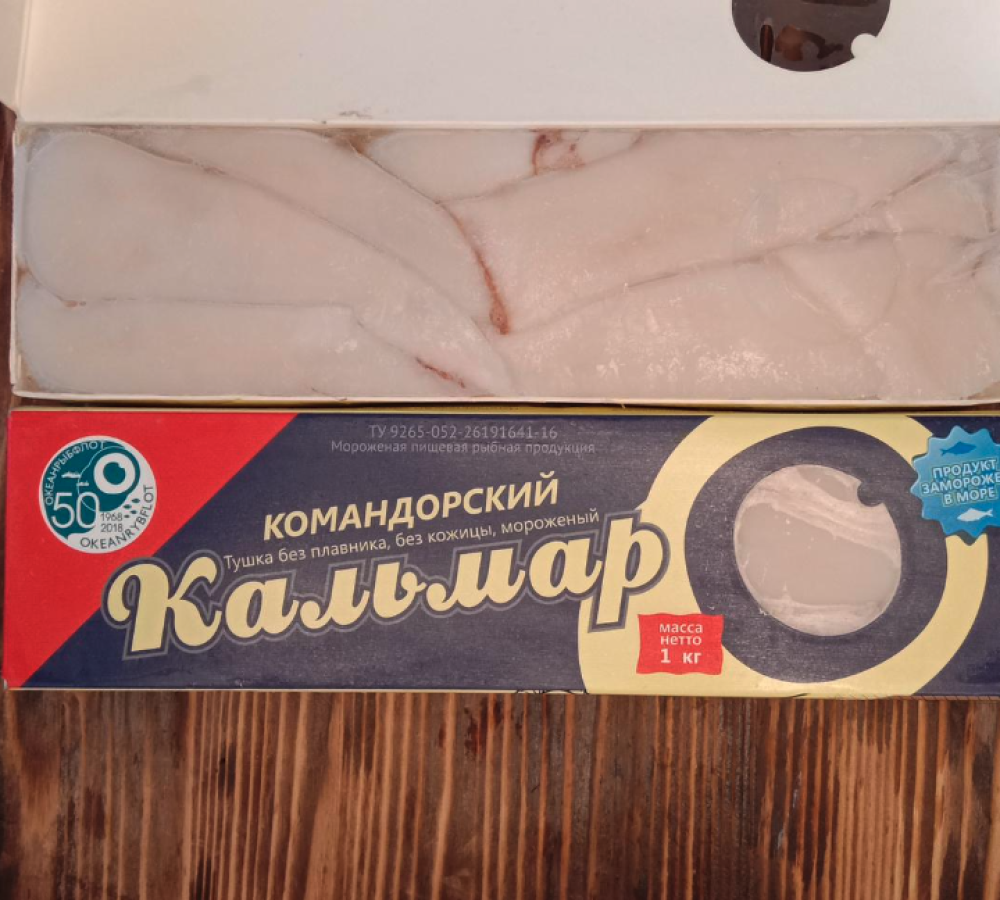 ОКЕАНРЫБФЛОТ
50
1968
2018
OKEANRYBFLOT
ТУ 9265-052-26191641-16
Мороженая пищевая рыбная продукция
КОМАНДОРСКИЙ
Тушка без плавника, без кожицы, мороженый
Кальмар
масса
нетто
1 кг
ПРОДУКТ
ЗАМОРОЖЕ
В МОРЕ